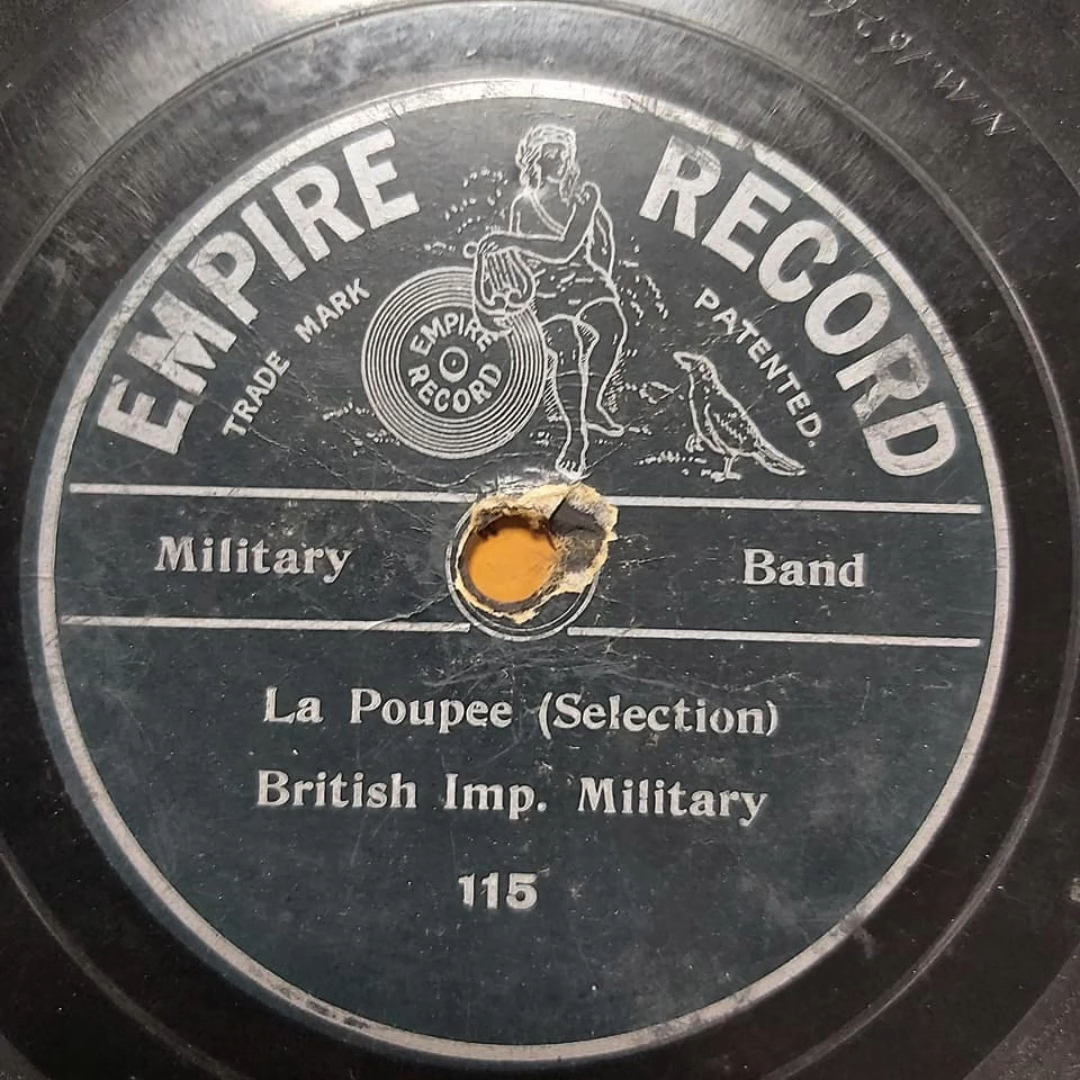 EMPIRE RECORD
TRADE MARK
PATENTED.
EMPIRE
RECORD
Military Band
La Poupee (Selection)
British Imp. Military
115